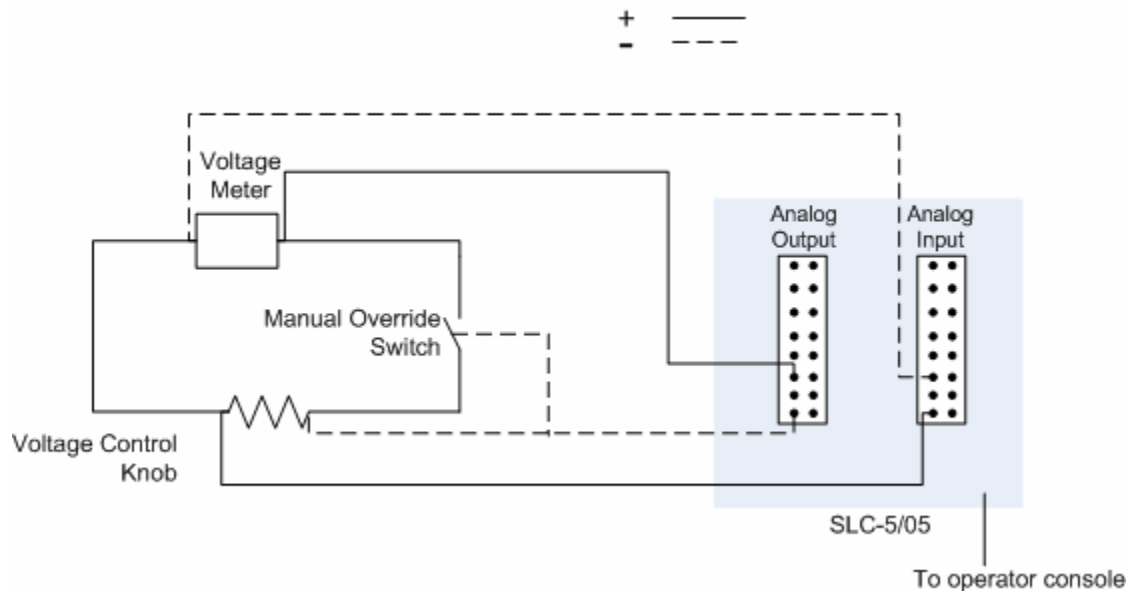 +
-
Voltage
Meter
Analog
Output
Analog
Input
Manual Override
Switch
Voltage Control
Knob
SLC-5/05
To operator console